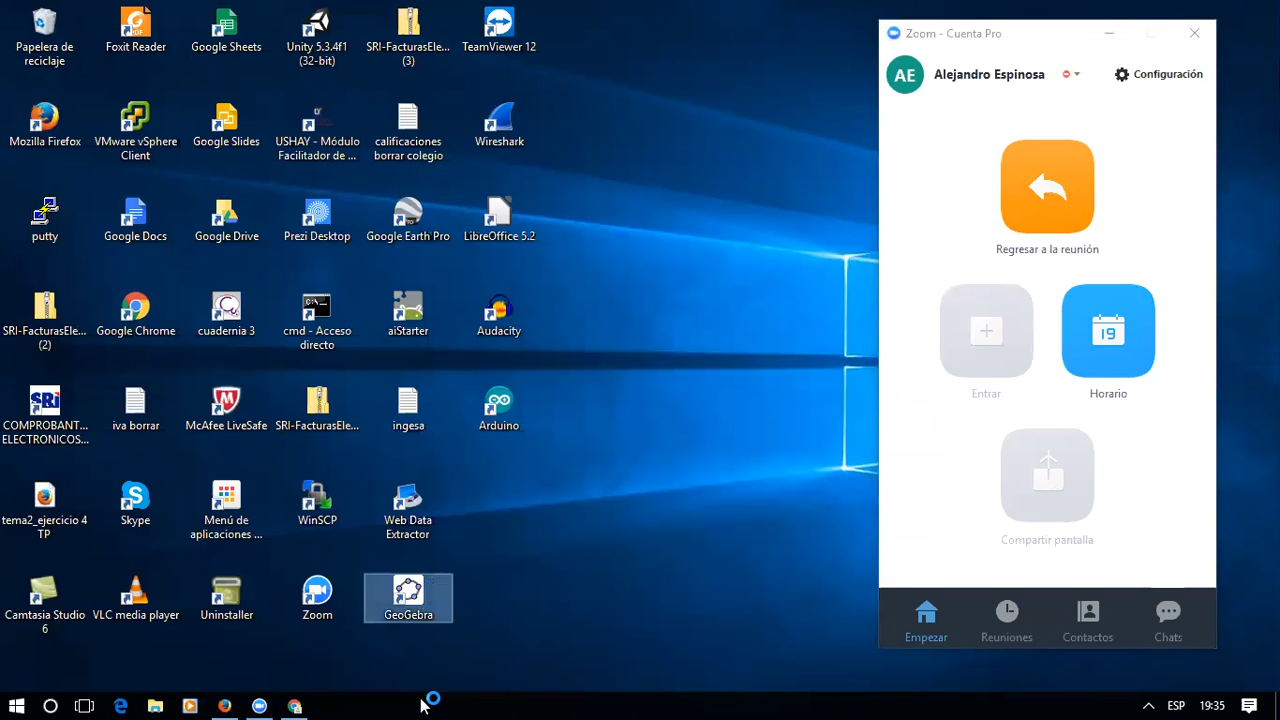 Papelera de
reciclaje
Foxit Reader
Google Sheets
Unity 5.3.4f1
(32-bit)
SRI-FacturasEle...
(3)
TeamViewer 12
Mozilla Firefox
VMware vSphere
Client
Google Slides
USHAY - Módulo
Facilitador de ...
calificaciones
borrar colegio
Wireshark
putty
Google Docs
Google Drive
Prezi Desktop
Google Earth Pro
LibreOffice 5.2
SRI-FacturasEle...
(2)
Google Chrome
cuadernia 3
cmd - Acceso
directo
aiStarter
Audacity
SRi
COMPROBANT...
ELECTRONICOS...
iva borrar
McAfee LiveSafe
SRI-FacturasEle...
ingesa
Arduino
tema2_ejercicio 4
TP
Skype
Menú de
aplicaciones ...
WinSCP
Web Data
Extractor
Camtasia Studio
6
VLC media player
Uninstaller
Zoom
GeoGebra
Zoom - Cuenta Pro
AE
Alejandro Espinosa
Configuración
Regresar a la reunión
Entrar
19
Horario
Compartir pantalla
Empezar
Reuniones
Contactos
Chats
ESP
19:35